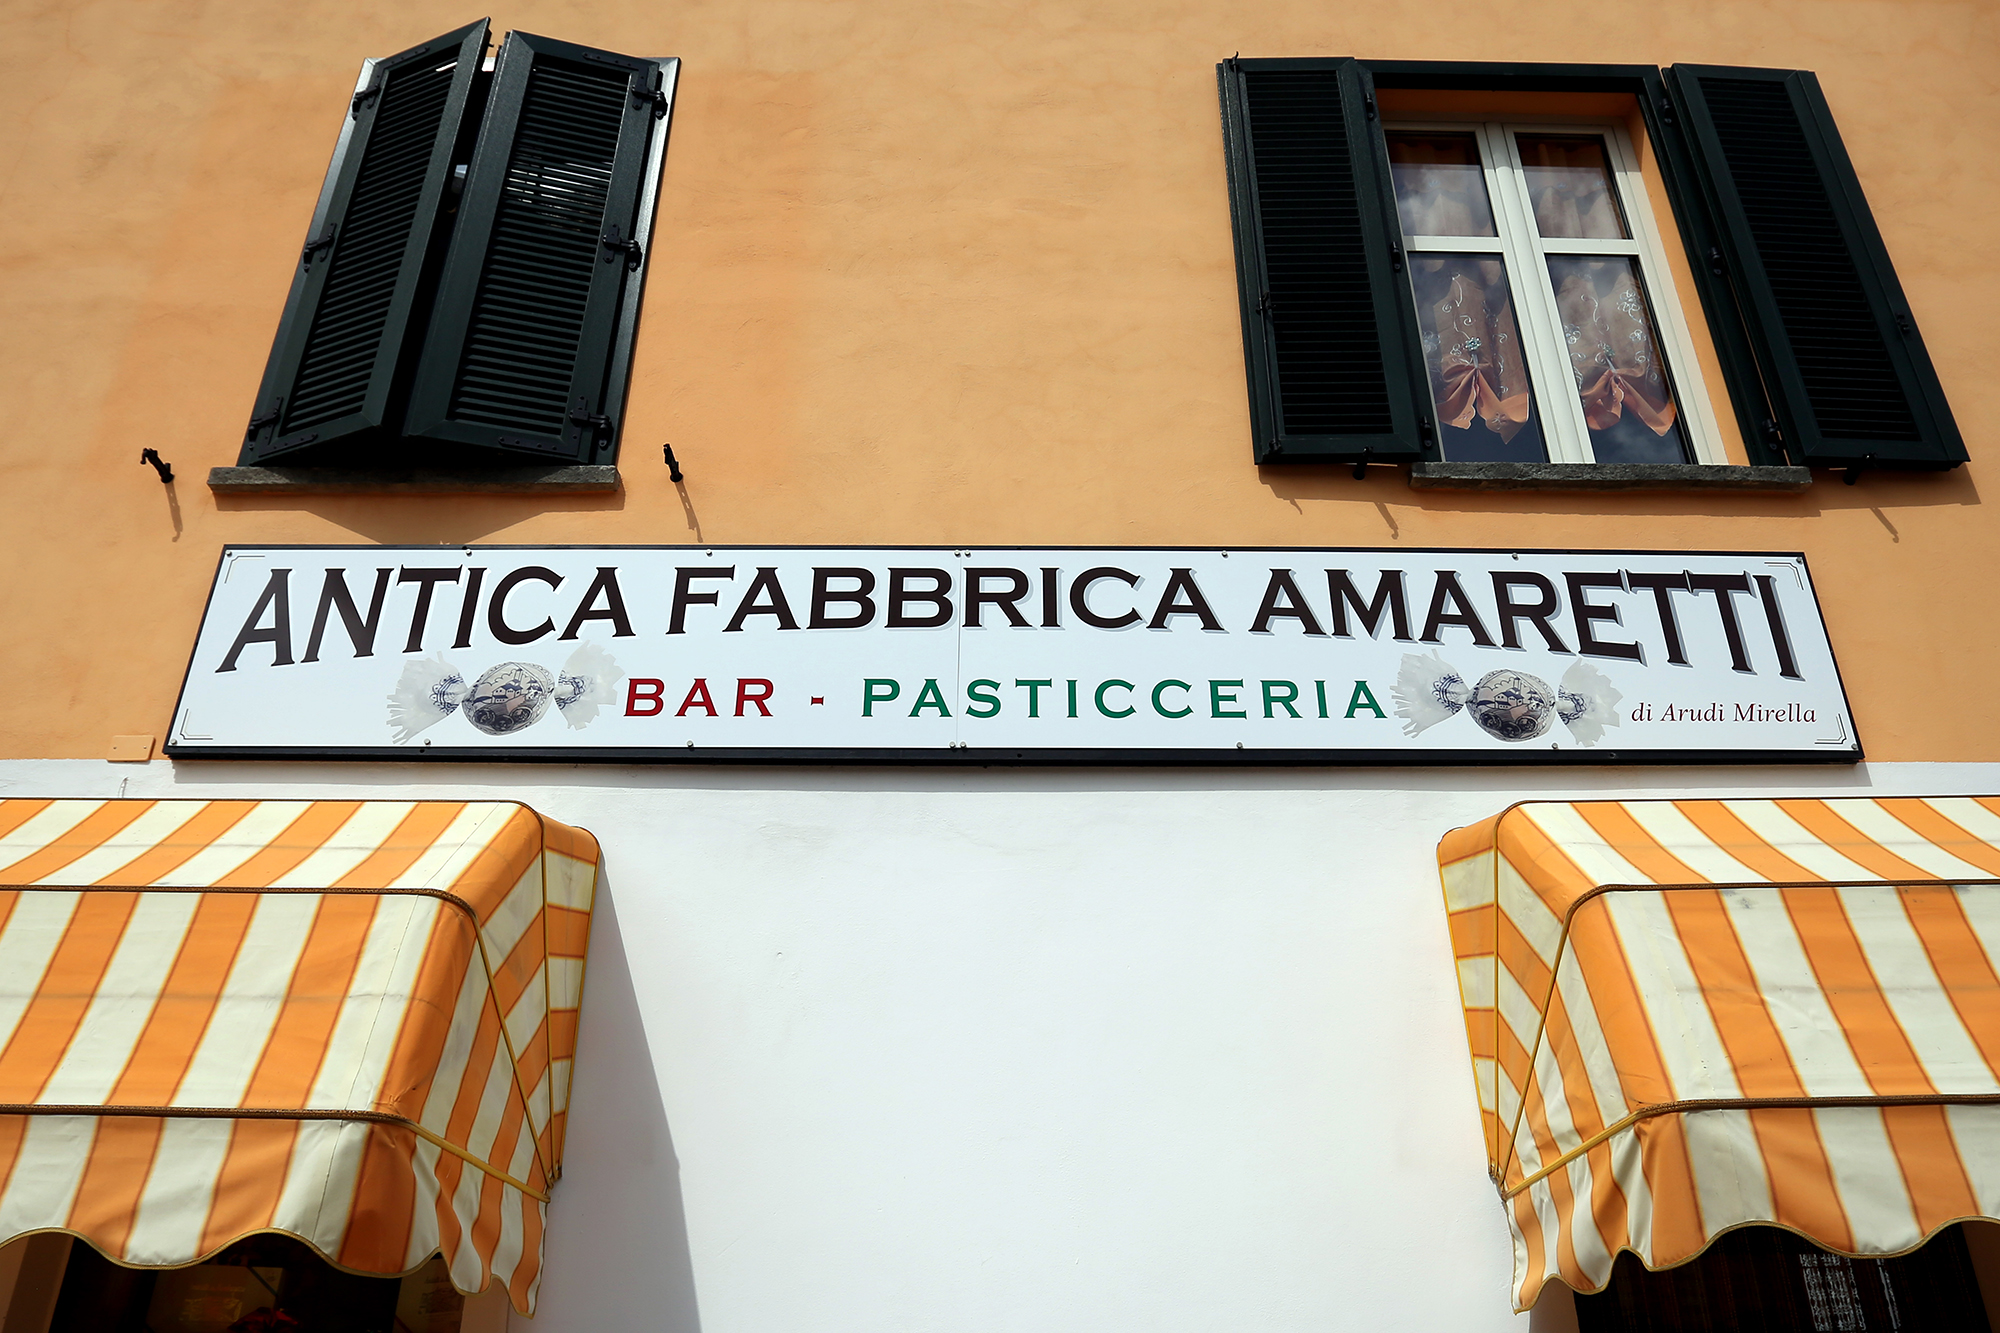 ANTICA FABBRICA AMARETTI
BAR - PASTICCERIA
di Arudi Mirella